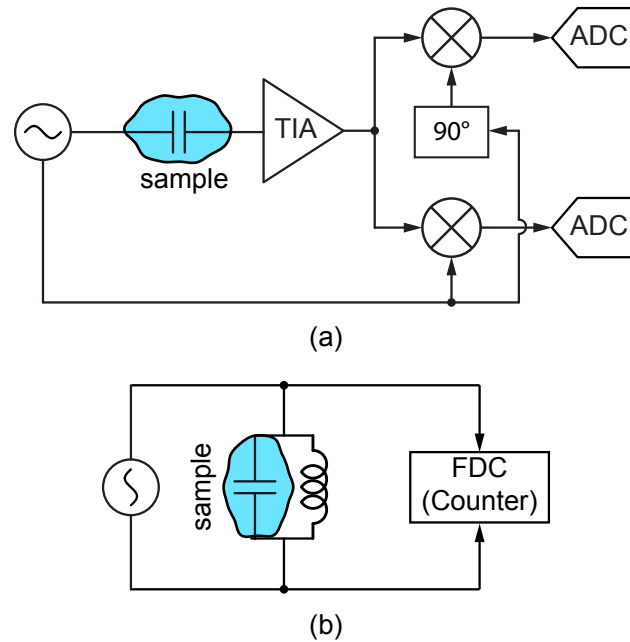 ADC
TIA
90°
sample
ADC
(a)
sample
FDC
(Counter)
(b)